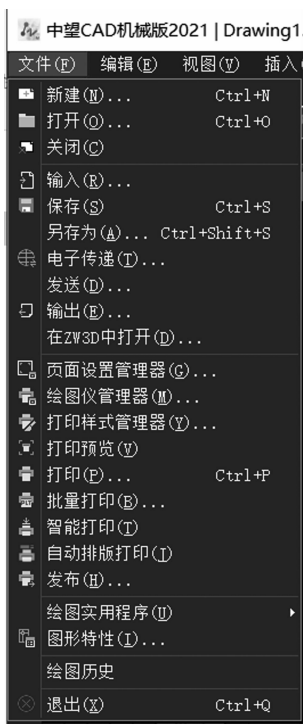 中望CAD机械版2021 | Drawing1.
文件(F) 编辑(E) 视图(V) 插入(
新建(N)... Ctrl+N
打开(O)... Ctrl+O
关闭(C)
输入(R)...
保存(S) Ctrl+S
另存为(A)... Ctrl+Shift+S
电子传递(T)...
发送(D)...
输出(E)...
在ZW3D中打开(D)...
页面设置管理器(G)...
绘图仪管理器(M)...
打印样式管理器(Y)...
打印预览(V)
打印(P)... Ctrl+P
批量打印(B)...
智能打印(T)
自动排版打印(I)
发布(H)...
绘图实用程序(U)
图形特性(I)...
绘图历史
退出(X) Ctrl+Q